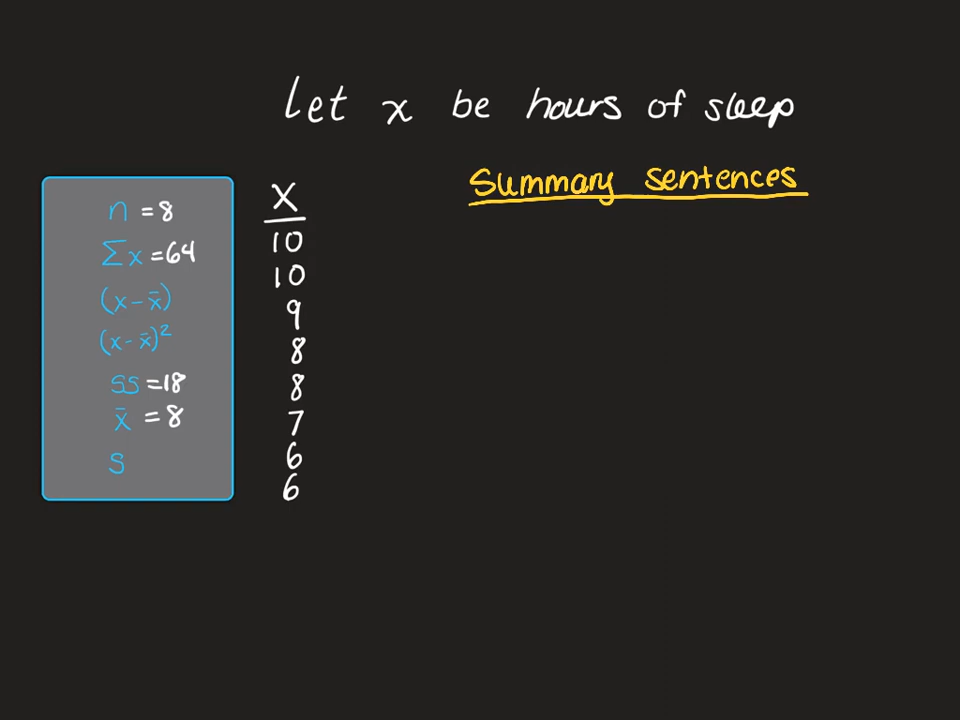 Let x be hours of sleep
Summary sentences
n = 8
Σx = 64
(x - x̄)
(x - x̄)²
SS = 18
x̄ = 8
S
X
10
10
9
8
8
7
6
6